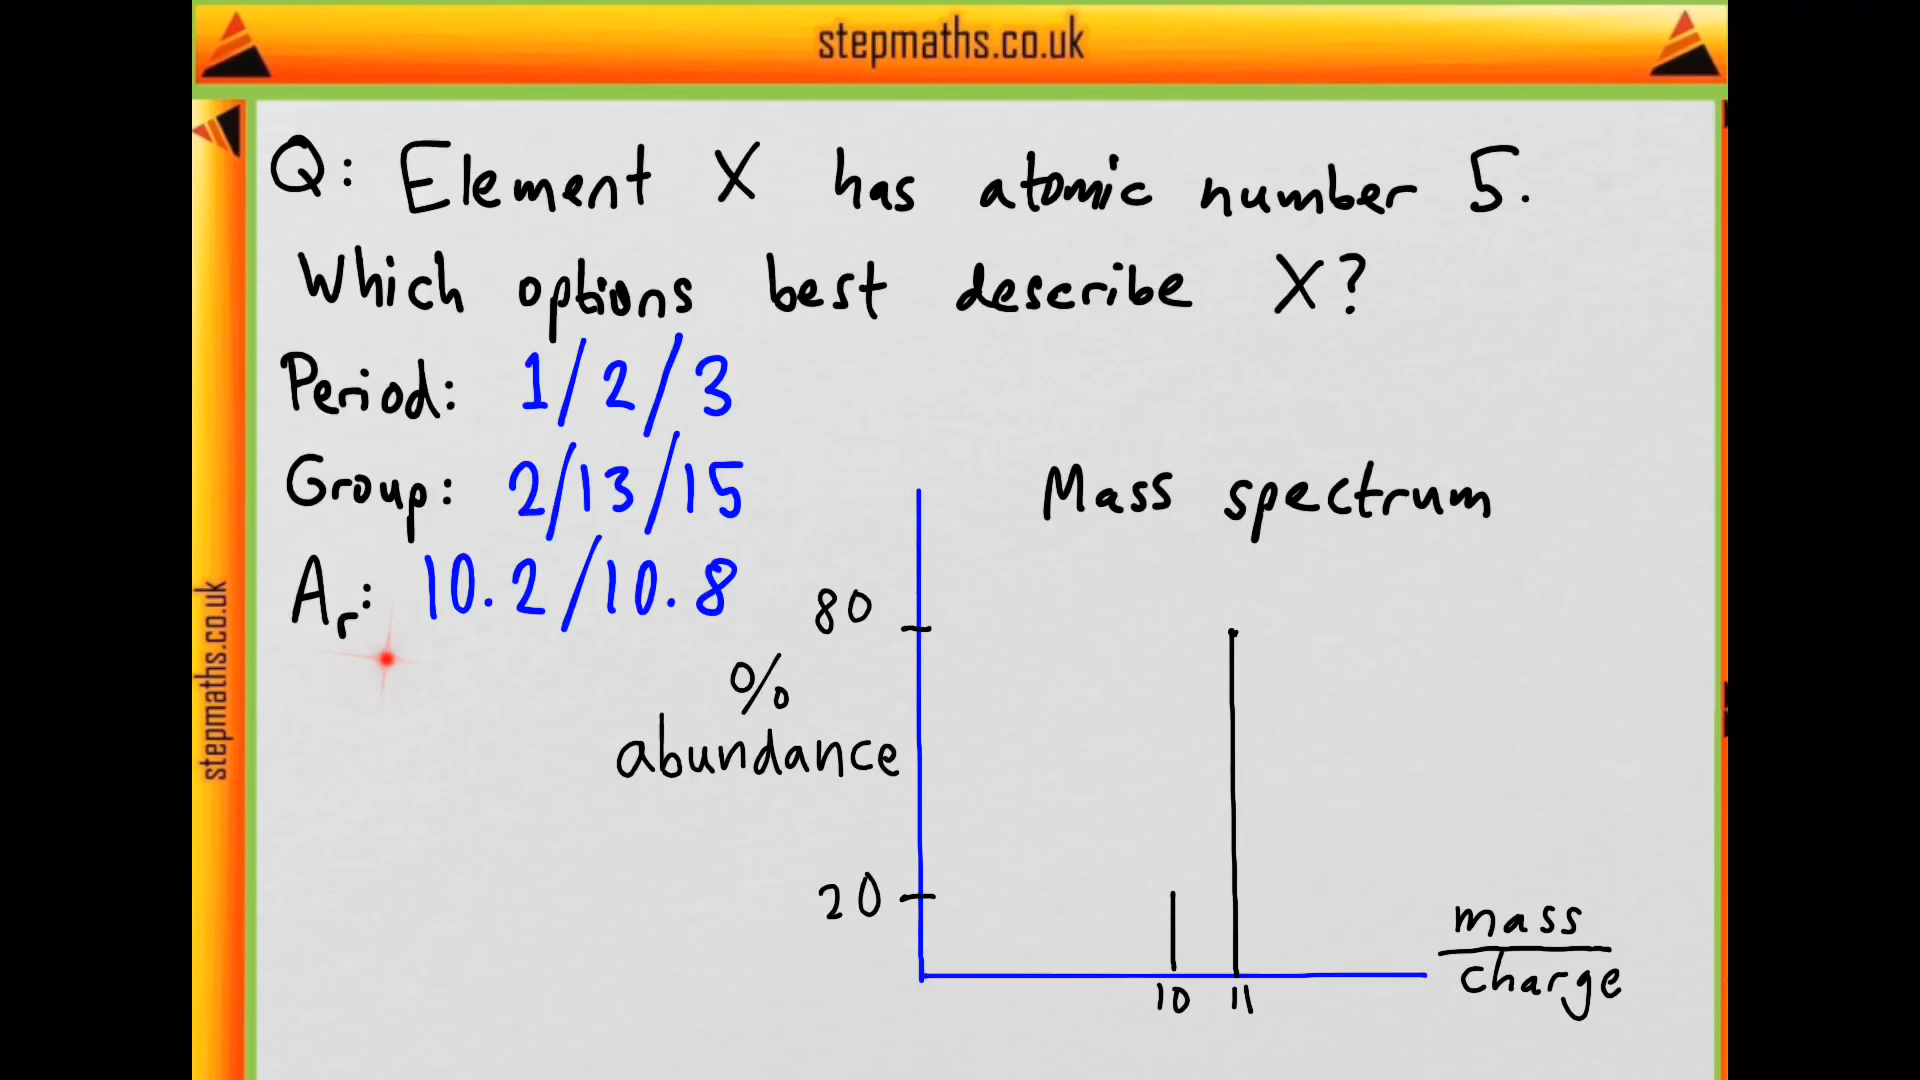 stepmaths.co.uk
stepmaths.co.uk
Q: Element X has atomic number 5.
Which options best describe X?
Period: 1/2/3
Group: 2/13/15
Ar: 10.2/10.8
Mass spectrum
80
%
abundance
20
mass
charge
10 11